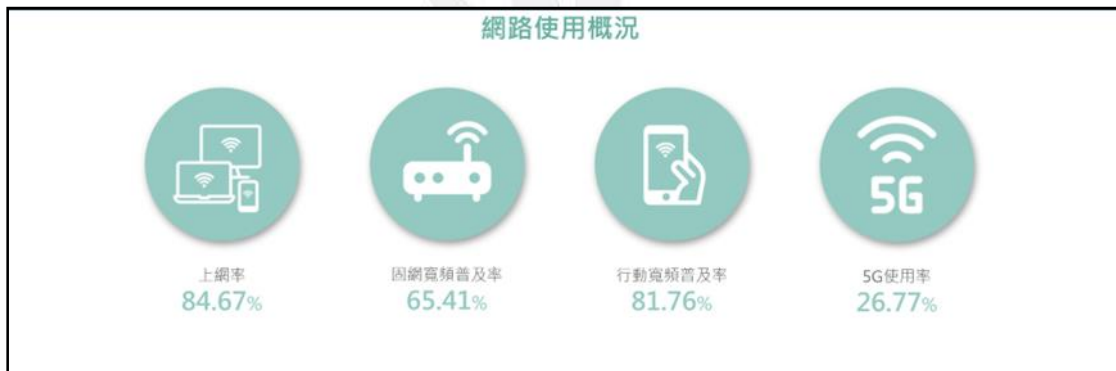 網路使用概況
5G
上網率
84.67%
固網寬頻普及率
65.41%
行動寬頻普及率
81.76%
5G使用率
26.77%